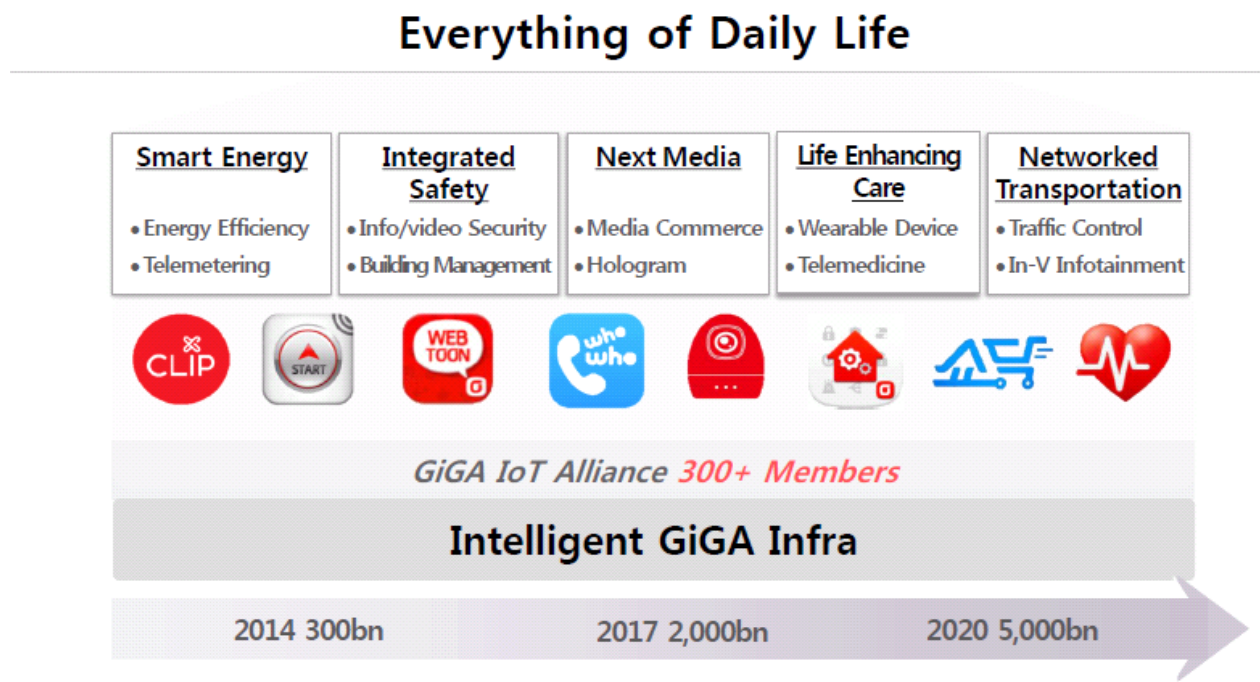 Everything of Daily Life
Smart Energy
• Energy Efficiency
• Telemetering
Integrated
Safety
• Info/video Security
• Building Management
Next Media
• Media Commerce
• Hologram
Life Enhancing
Care
• Wearable Device
• Telemedicine
Networked
Transportation
• Traffic Control
• In-V Infotainment
CLiP
START
WEB
TOON
who
who
GiGA IoT Alliance 300+ Members
Intelligent GiGA Infra
2014 300bn
2017 2,000bn
2020 5,000bn